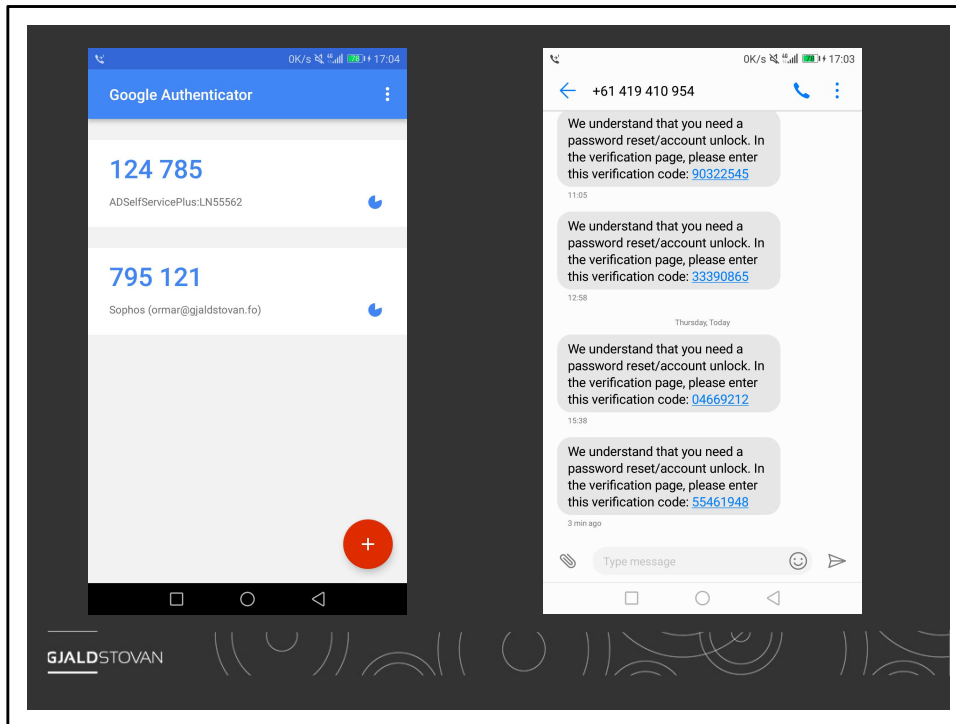 0K/s 4G 78 17:04
Google Authenticator
124 785
ADSelfServicePlus:LN55562
795 121
Sophos (ormar@gjaldstovan.fo)
+
0K/s 4G 78 17:03
+61 419 410 954
We understand that you need a
password reset/account unlock. In
the verification page, please enter
this verification code: 90322545
11:05
We understand that you need a
password reset/account unlock. In
the verification page, please enter
this verification code: 33390865
12:58
Thursday, Today
We understand that you need a
password reset/account unlock. In
the verification page, please enter
this verification code: 04669212
15:38
We understand that you need a
password reset/account unlock. In
the verification page, please enter
this verification code: 55461948
3 min ago
Type message
GJALDSTOVAN